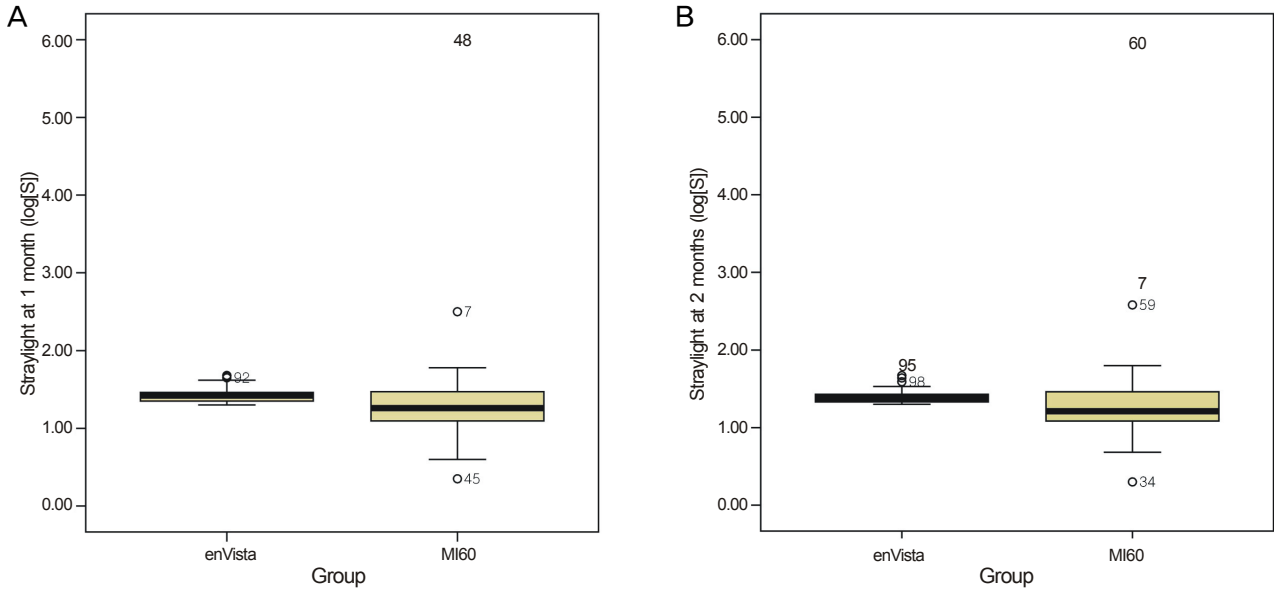 A
Straylight at 1 month (log[S])
6.00
5.00
4.00
3.00
2.00
1.00
0.00
48
7
92
45
enVista
MI60
Group
B
Straylight at 2 months (log[S])
6.00
5.00
4.00
3.00
2.00
1.00
0.00
60
7
59
95
98
34
enVista
MI60
Group